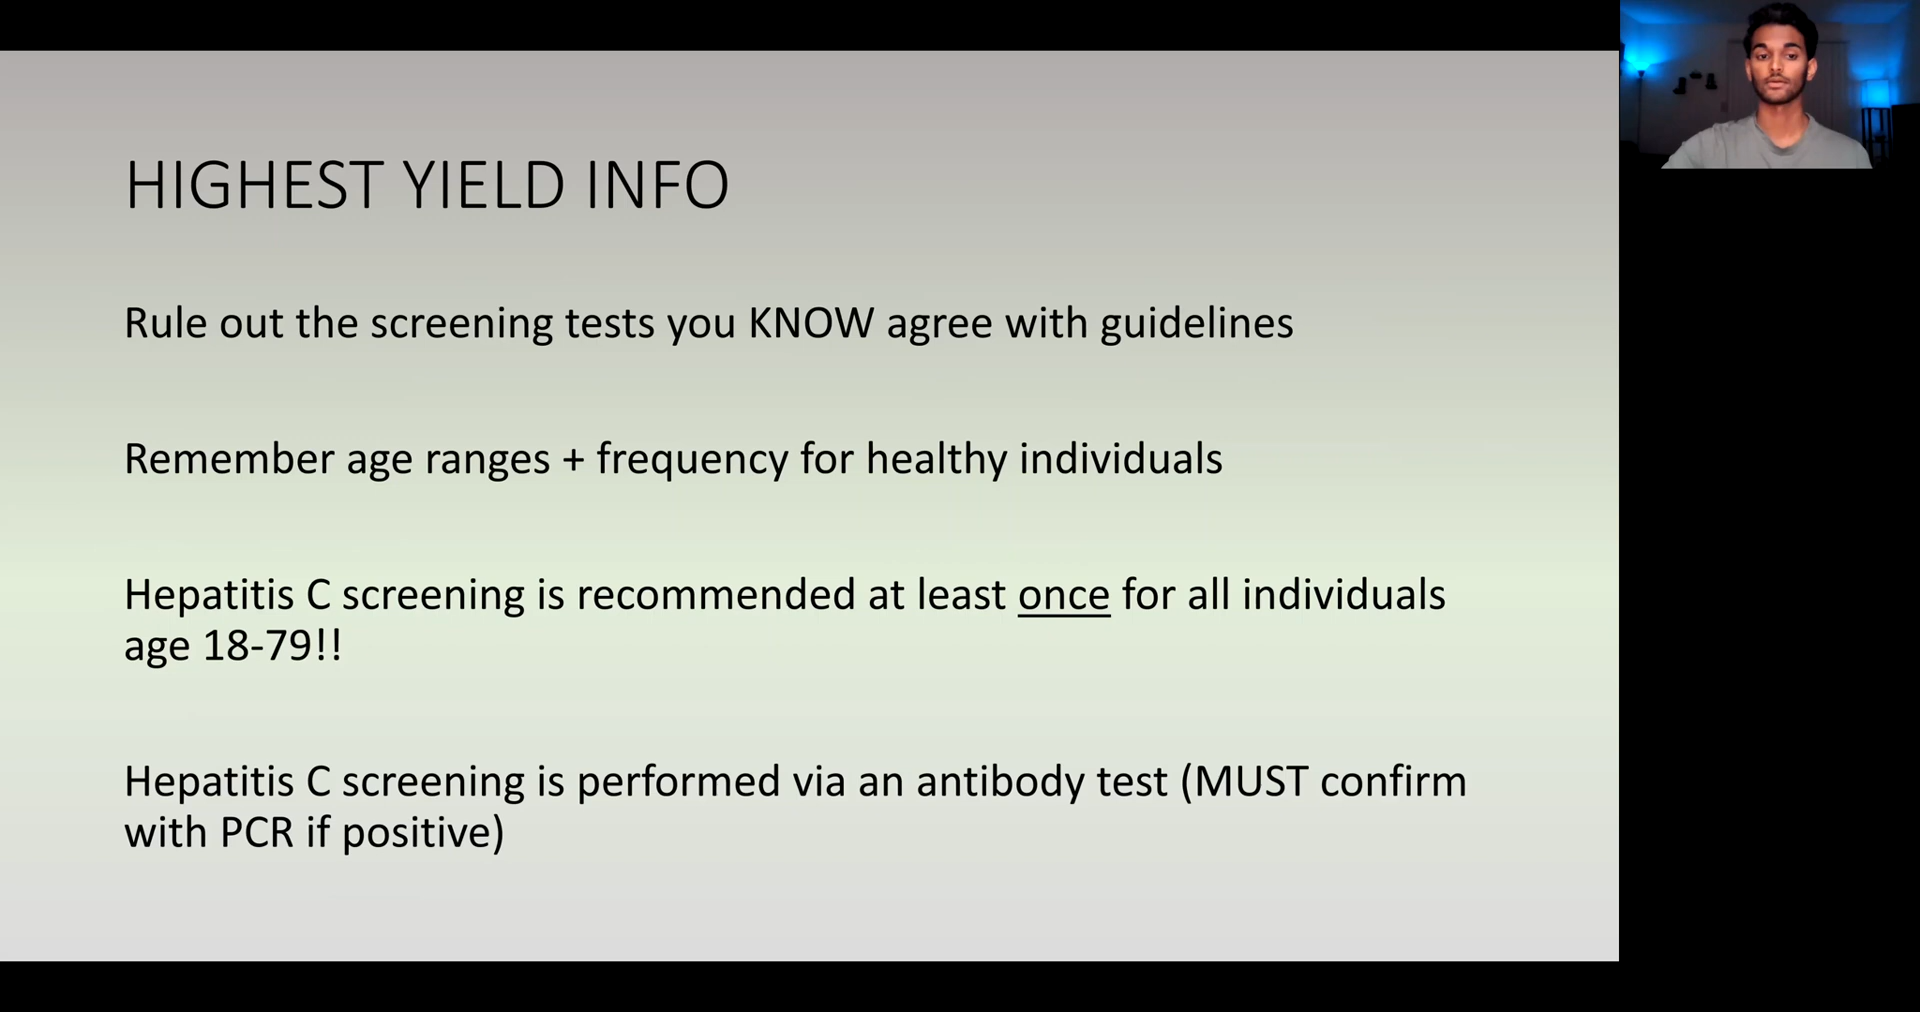 HIGHEST YIELD INFO
Rule out the screening tests you KNOW agree with guidelines
Remember age ranges + frequency for healthy individuals
Hepatitis C screening is recommended at least once for all individuals
age 18-79!!
Hepatitis C screening is performed via an antibody test (MUST confirm
with PCR if positive)